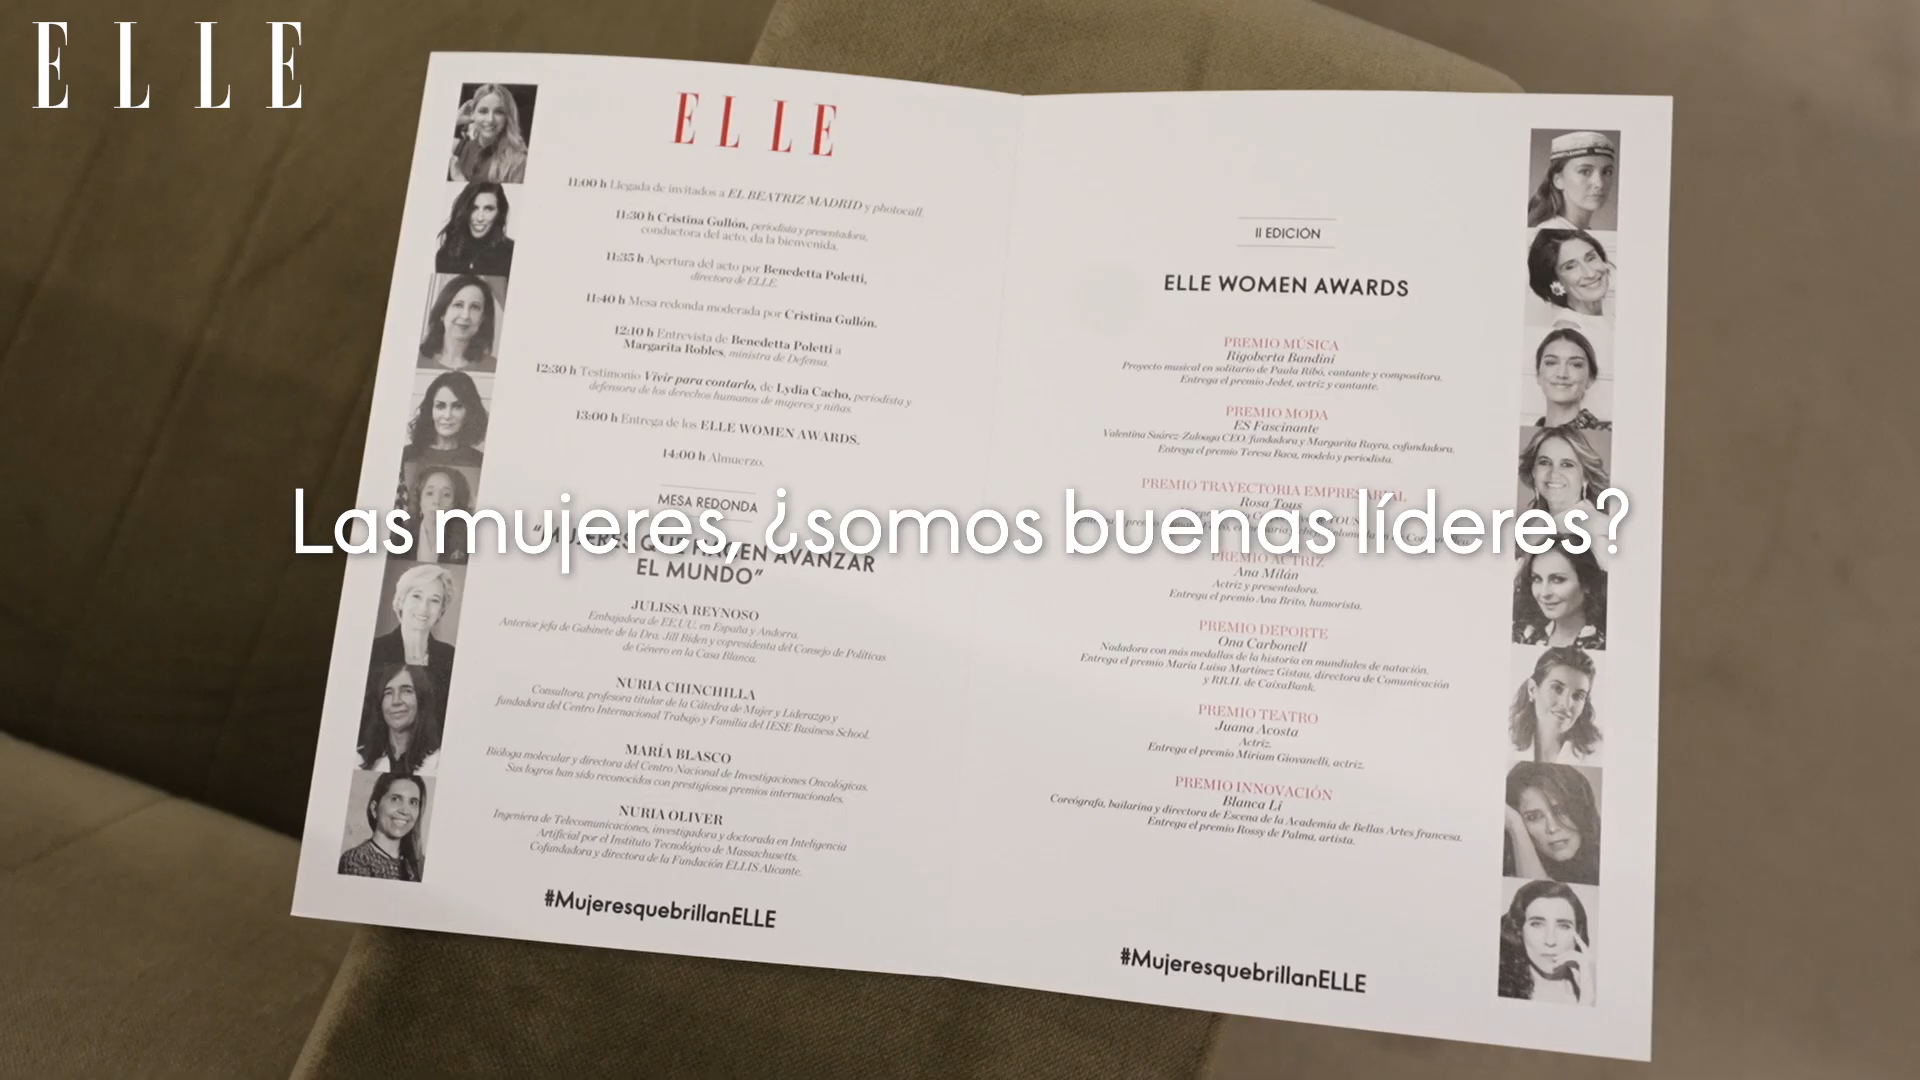 ELLE
ELLE
11:00 h Llegada de invitados a EL BEATRIZ MADRID y photocall.
11:30 h Cristina Gullón, periodista y presentadora,
conductora del acto, da la bienvenida.
11:35 h Apertura del acto por Benedetta Poletti,
directora de ELLE.
11:40 h Mesa redonda moderada por Cristina Gullón.
12:10 h Entrevista de Benedetta Poletti a
Margarita Robles, ministra de Defensa.
12:30 h Testimonio Vivir para contarlo, de Lydia Cacho, periodista y
defensora de los derechos humanos de mujeres y niñas.
13:00 h Entrega de los ELLE WOMEN AWARDS.
14:00 h Almuerzo.
MESA REDONDA
"MUJERES QUE HACEN AVANZAR
EL MUNDO"
JULISSA REYNOSO
Embajadora de EE.UU. en España y Andorra.
Anterior jefa de Gabinete de la Dra. Jill Biden y copresidenta del Consejo de Políticas
de Género en la Casa Blanca.
NURIA CHINCHILLA
Consultora, profesora titular de la Cátedra de Mujer y Liderazgo y
fundadora del Centro Internacional Trabajo y Familia del IESE Business School.
MARÍA BLASCO
Bióloga molecular y directora del Centro Nacional de Investigaciones Oncológicas.
Sus logros han sido reconocidos con prestigiosos premios internacionales.
NURIA OLIVER
Ingeniera de Telecomunicaciones, investigadora y doctorada en Inteligencia
Artificial por el Instituto Tecnológico de Massachusetts.
Cofundadora y directora de la Fundación ELLIS Alicante.
#MujeresquebrillanELLE
II EDICIÓN
ELLE WOMEN AWARDS
PREMIO MÚSICA
Rigoberta Bandini
Proyecto musical en solitario de Paula Ribó, cantante y compositora.
Entrega el premio Jedet, actriz y cantante.
PREMIO MODA
ES Fascinante
Valentina Suárez-Zuloaga CEO, fundadora y Margarita Ruyra, cofundadora.
Entrega el premio Teresa Baca, modelo y periodista.
PREMIO TRAYECTORIA EMPRESARIAL
Rosa Tous
PREMIO ACTRIZ
Ana Milán
Actriz y presentadora.
Entrega el premio Ana Brito, humorista.
PREMIO DEPORTE
Ona Carbonell
Nadadora con más medallas de la historia en mundiales de natación.
Entrega el premio María Luisa Martínez Gistau, directora de Comunicación
y RR.II. de CaixaBank.
PREMIO TEATRO
Juana Acosta
Actriz.
Entrega el premio Miriam Giovanelli, actriz.
PREMIO INNOVACIÓN
Blanca Li
Coreógrafa, bailarina y directora de Escena de la Academia de Bellas Artes francesa.
Entrega el premio Rossy de Palma, artista.
#MujeresquebrillanELLE
Las mujeres, ¿somos buenas líderes?